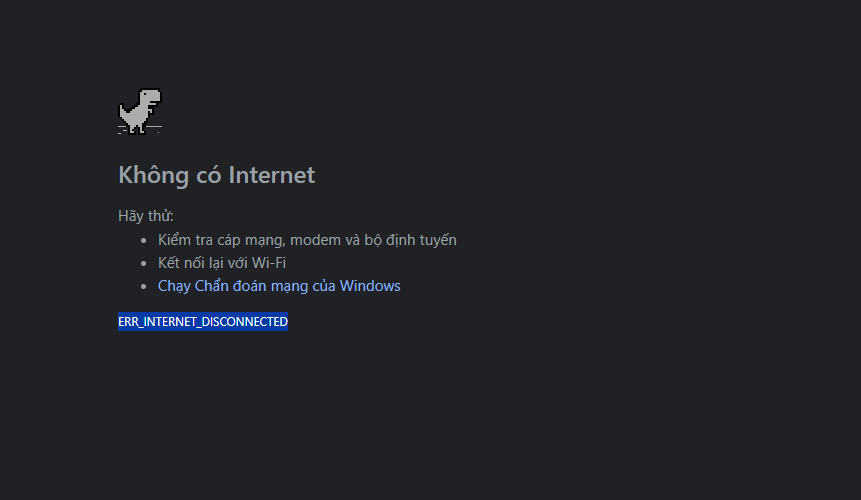 Không có Internet
Hãy thử:
Kiểm tra cáp mạng, modem và bộ định tuyến
Kết nối lại với Wi-Fi
Chạy Chẩn đoán mạng của Windows
ERR_INTERNET_DISCONNECTED